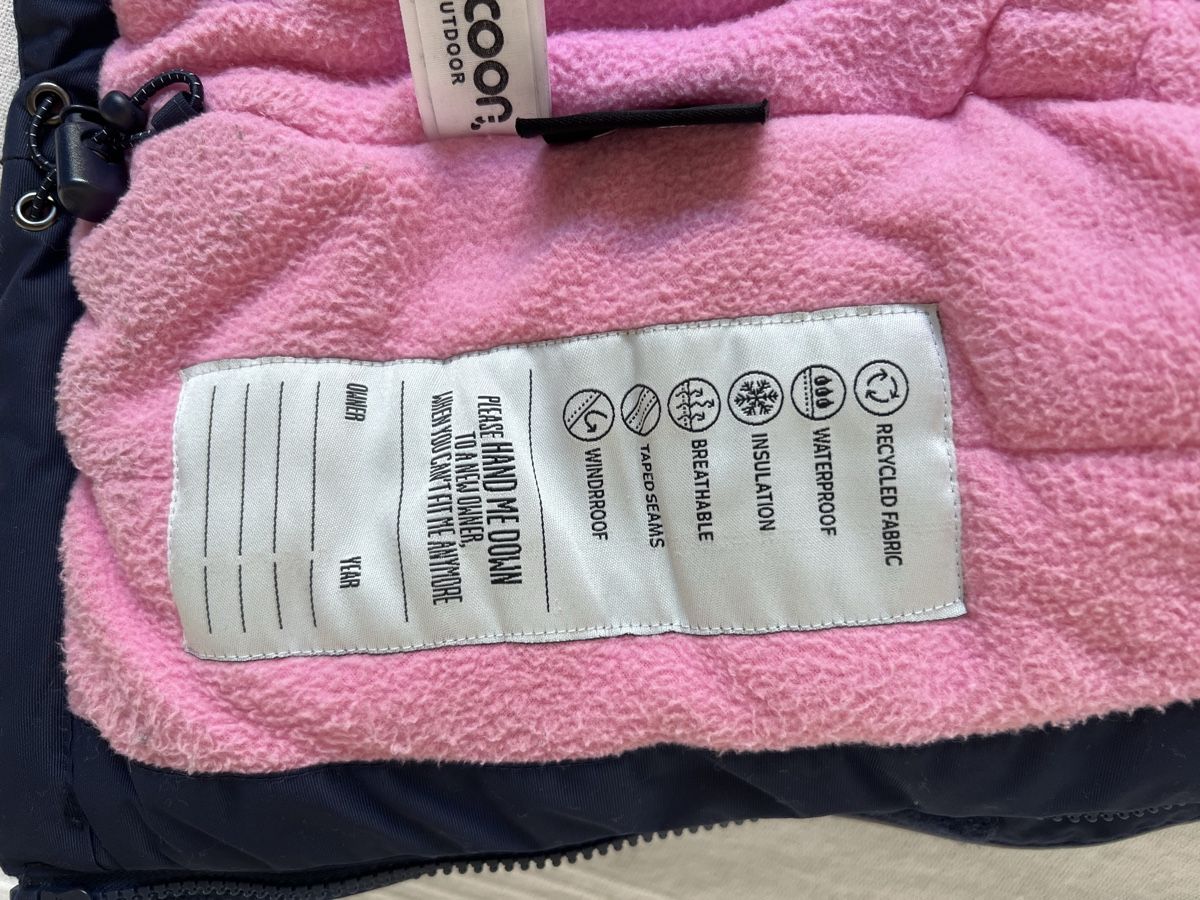 COON
UTDOOR
RECYCLED FABRIC
WATERPROOF
INSULATION
BREATHABLE
TAPED SEAMS
WINDRROOF
PLEASE HAND ME DOWN
TO A NEW OWNER,
WHEN YOU CAN'T FIT ME ANYMORE
OWNER YEAR